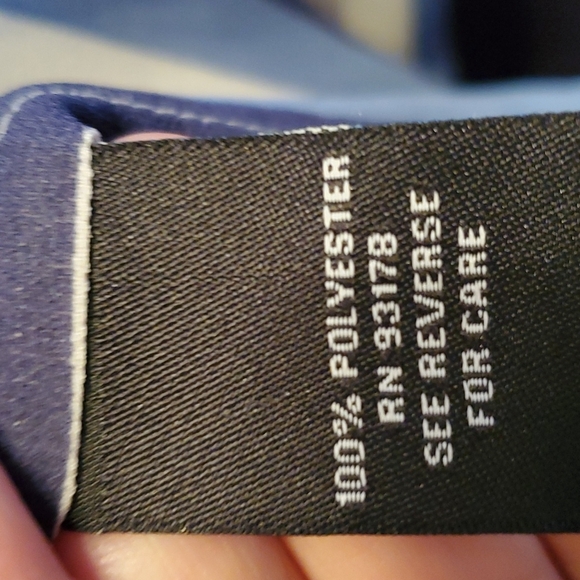 100% POLYESTER
RN 93178
SEE REVERSE
FOR CARE